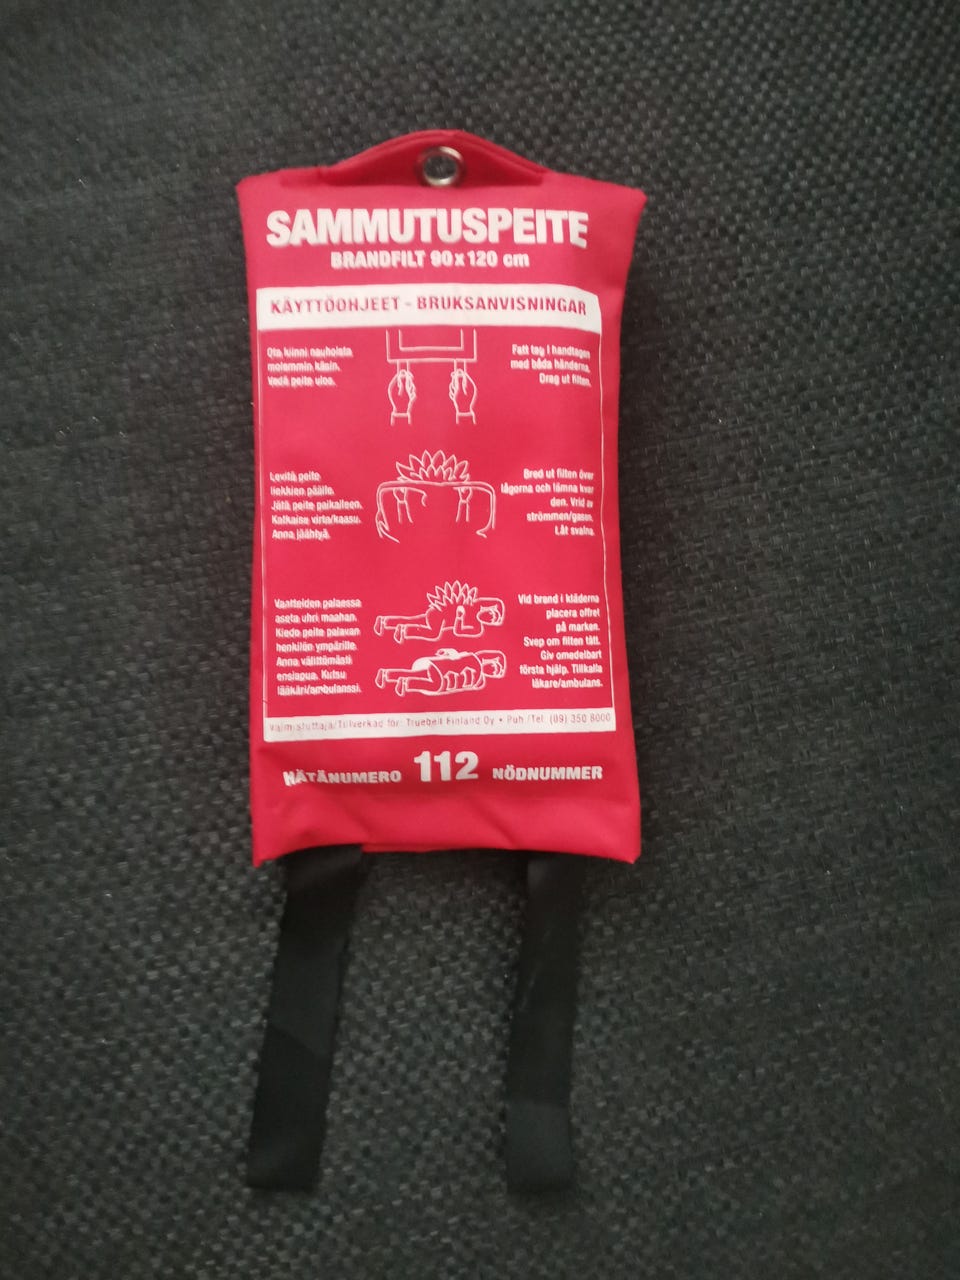 SAMMUTUSPEITE
BRANDFILT 90 x 120 cm
KÄYTTÖOHJEET - BRUKSANVISNINGAR
Ota kiinni nauhoista
molemmin käsin.
Vedä peite ulos.
Fatt tag i handtagen
med båda händerna.
Drag ut filten.
Levitä peite
liekkien päälle.
Jätä peite paikalleen.
Katkaise virta/kaasu.
Anna jäähtyä.
Bred ut filten över
lågorna och lämna kvar
den. Vrid av
strömmen/gasen.
Låt svalna.
Vaatteiden palaessa
aseta uhri maahan.
Kiedo peite palavan
henkilön ympärille.
Anna välittömästi
ensiapua. Kutsu
lääkäri/ambulanssi.
Vid brand i kläderna
placera offret
på marken.
Svep om filten tätt.
Giv omedelbart
första hjälp. Tillkalla
läkare/ambulans.
Valmistuttaja/Tillverkad för: Truebell Finland Oy • Puh./Tel. (09) 350 8000
HÄTÄNUMERO 112 NÖDNUMMER